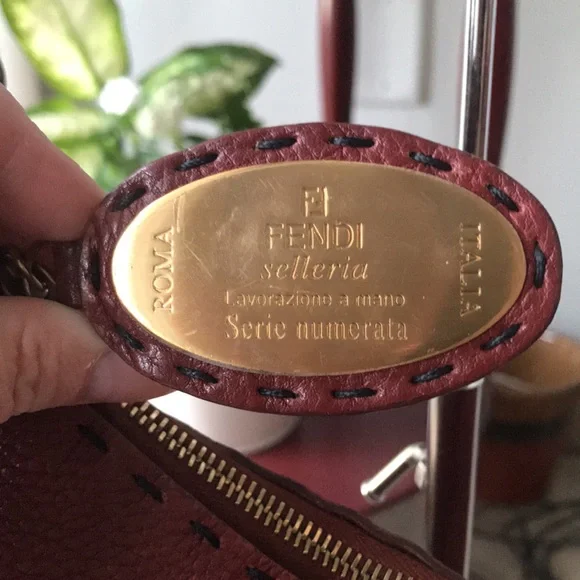 FENDI
selleria
Lavorazione a mano
Serie numerata
ROMA
ITALIA